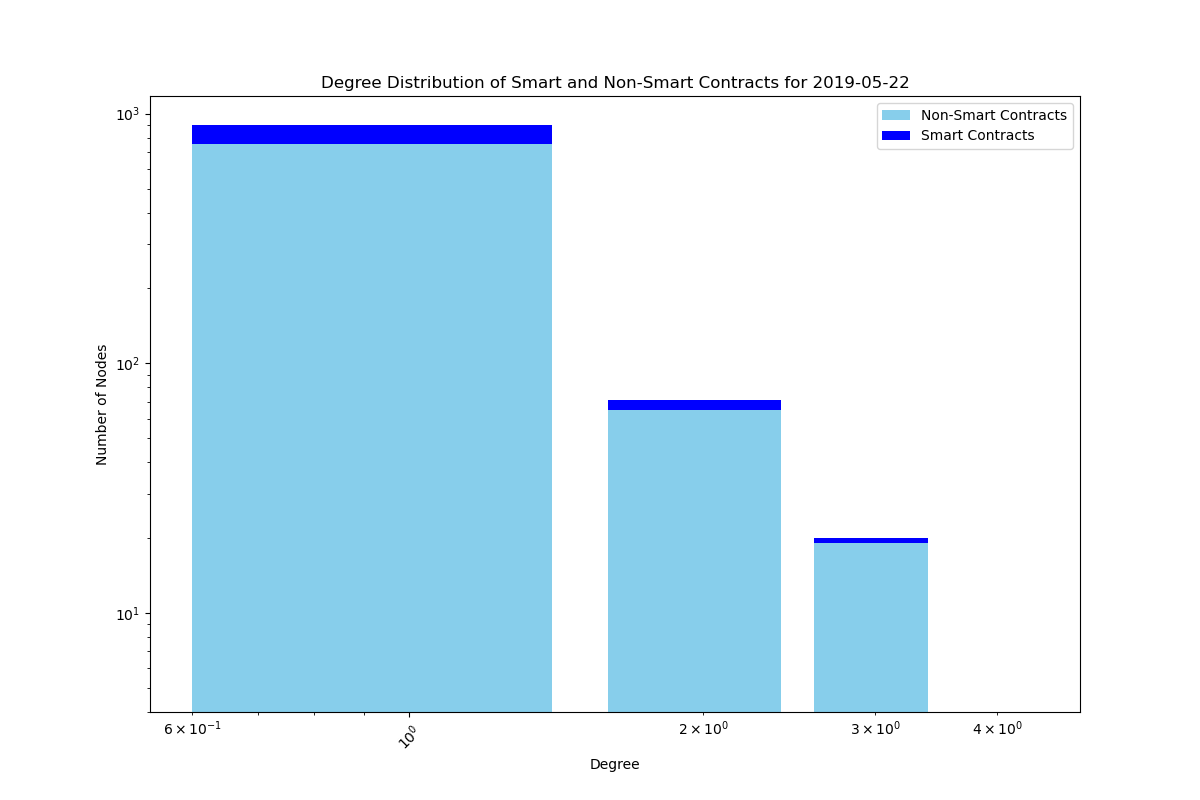 Degree Distribution of Smart and Non-Smart Contracts for 2019-05-22
Non-Smart Contracts
Smart Contracts
Number of Nodes
10³
10²
10¹
6 × 10⁻¹
10⁰
2 × 10⁰
3 × 10⁰
4 × 10⁰
Degree